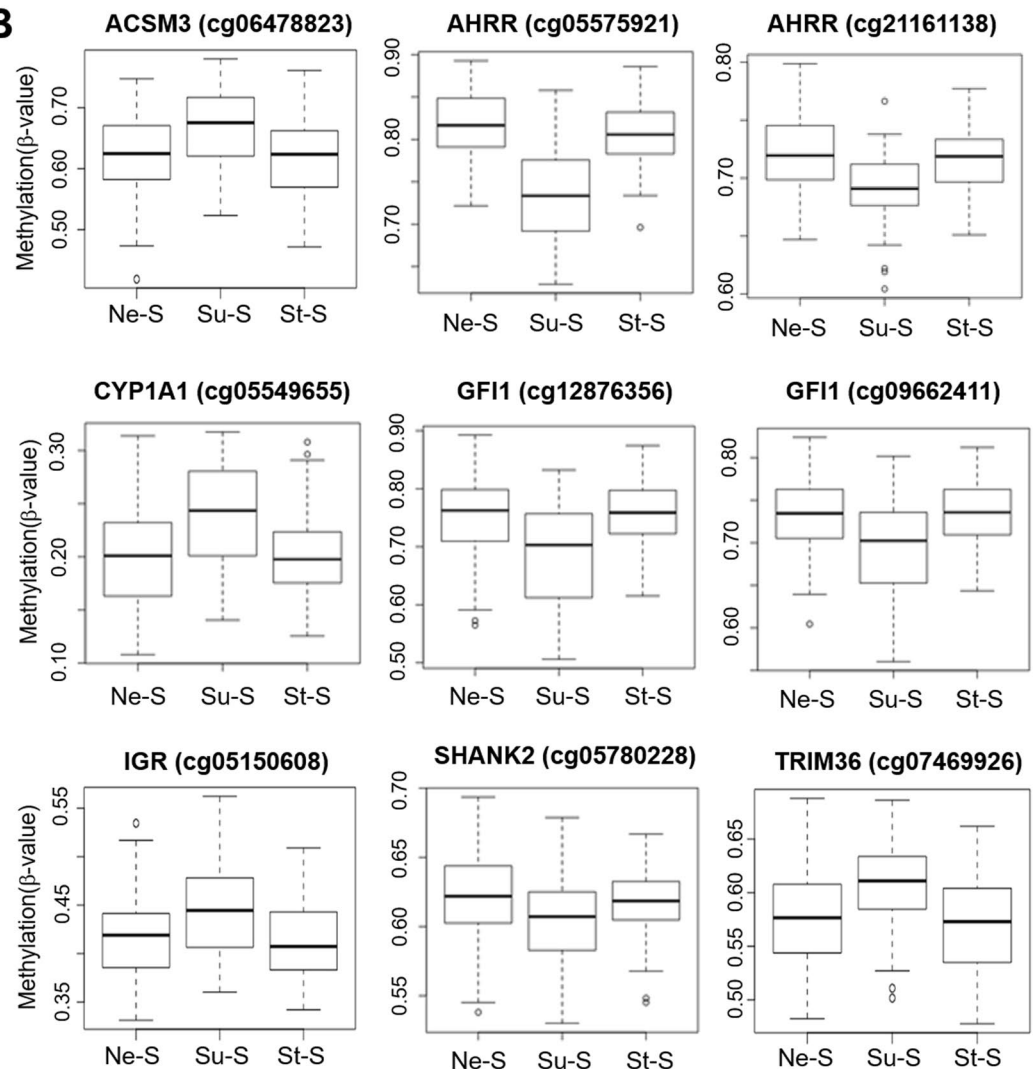 B
ACSM3 (cg06478823)
AHRR (cg05575921)
AHRR (cg21161138)
Methylation(β-value)
0.70
0.60
0.50
0.90
0.80
0.70
0.80
0.70
0.60
Ne-S Su-S St-S
Ne-S Su-S St-S
Ne-S Su-S St-S
CYP1A1 (cg05549655)
GFI1 (cg12876356)
GFI1 (cg09662411)
Methylation(β-value)
0.30
0.20
0.10
0.90
0.80
0.70
0.60
0.50
0.80
0.70
0.60
Ne-S Su-S St-S
Ne-S Su-S St-S
Ne-S Su-S St-S
IGR (cg05150608)
SHANK2 (cg05780228)
TRIM36 (cg07469926)
Methylation(β-value)
0.55
0.45
0.35
0.70
0.65
0.60
0.55
0.65
0.60
0.55
0.50
Ne-S Su-S St-S
Ne-S Su-S St-S
Ne-S Su-S St-S